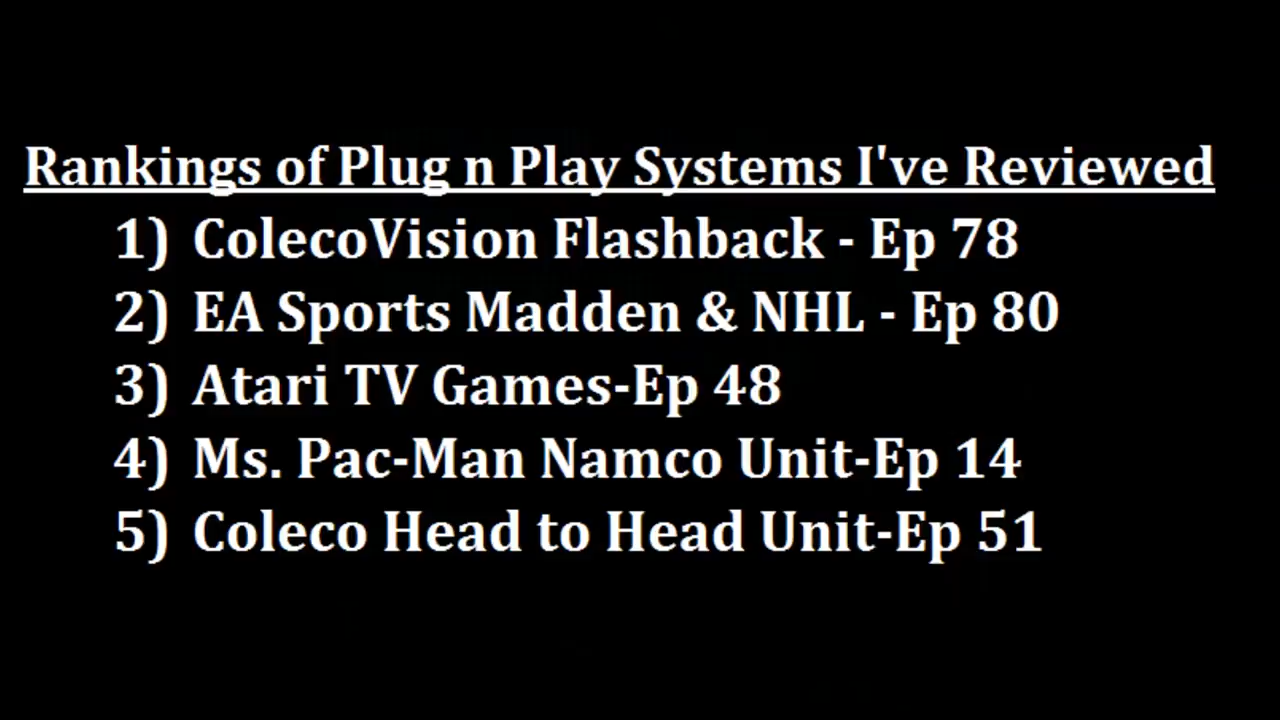 Rankings of Plug n Play Systems I've Reviewed
1) ColecoVision Flashback - Ep 78
2) EA Sports Madden & NHL - Ep 80
3) Atari TV Games-Ep 48
4) Ms. Pac-Man Namco Unit-Ep 14
5) Coleco Head to Head Unit-Ep 51